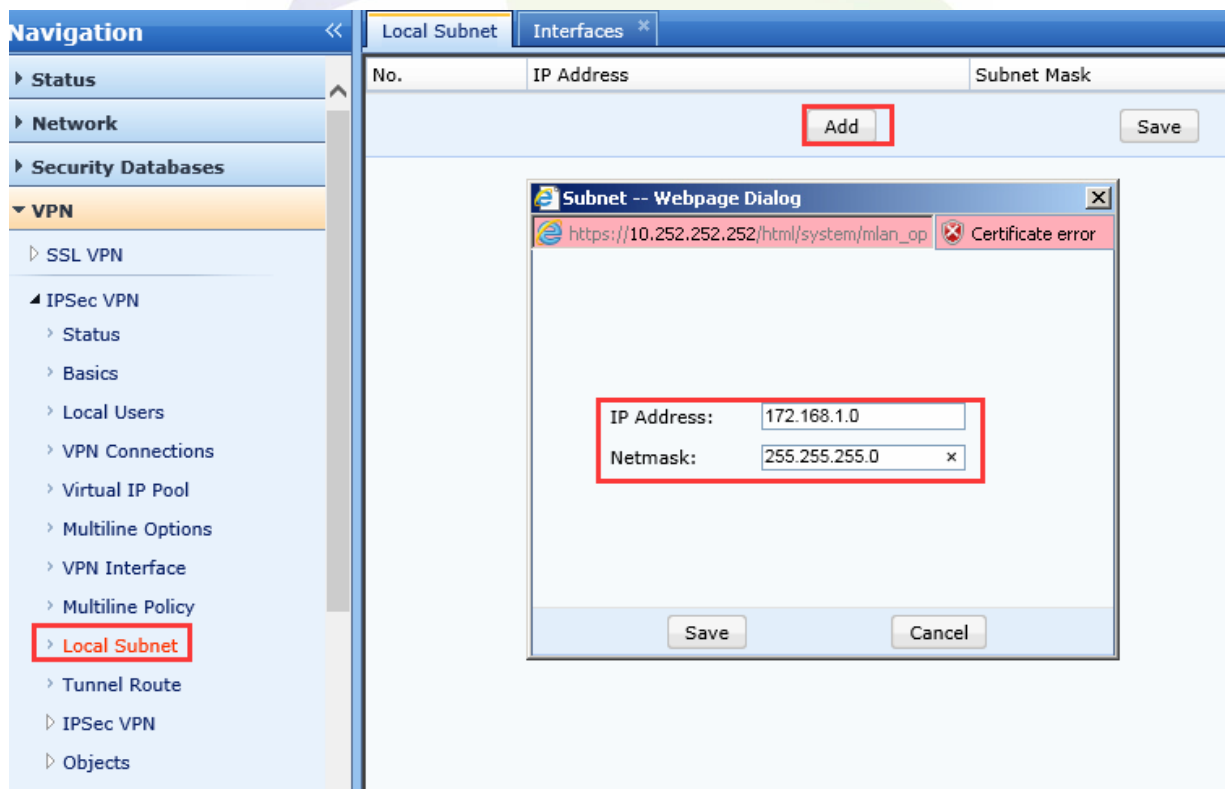 Navigation
Status
Network
Security Databases
VPN
SSL VPN
IPSec VPN
Status
Basics
Local Users
VPN Connections
Virtual IP Pool
Multiline Options
VPN Interface
Multiline Policy
Local Subnet
Tunnel Route
IPSec VPN
Objects
Local Subnet Interfaces
No. IP Address Subnet Mask
Add Save
Subnet -- Webpage Dialog
https://10.252.252.252/html/system/mlan_op Certificate error
IP Address: 172.168.1.0
Netmask: 255.255.255.0
Save Cancel